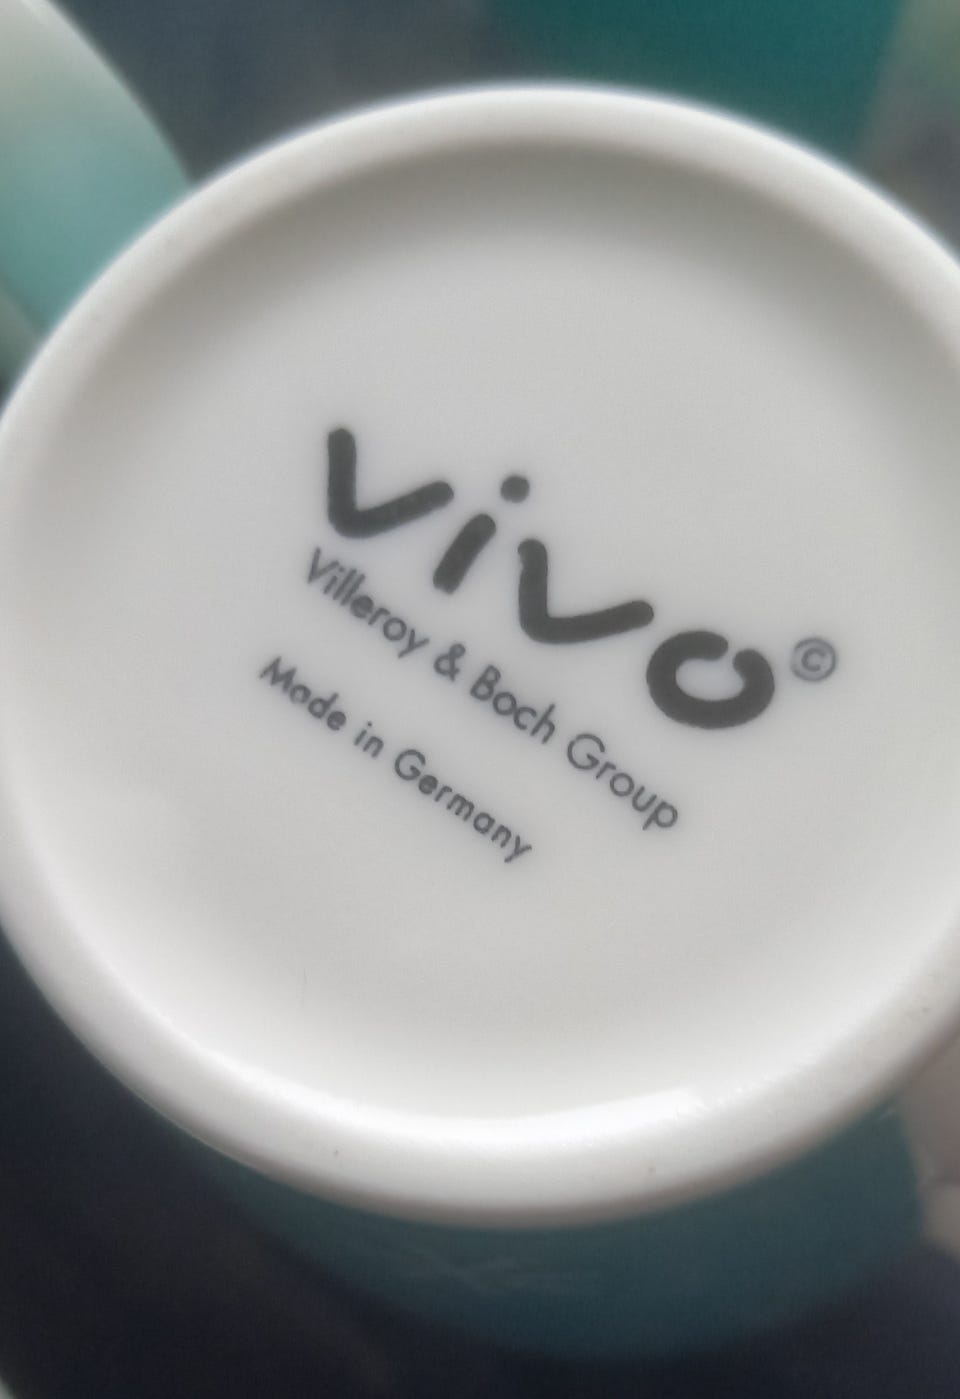 vivo ©
Villeroy & Boch Group
Made in Germany